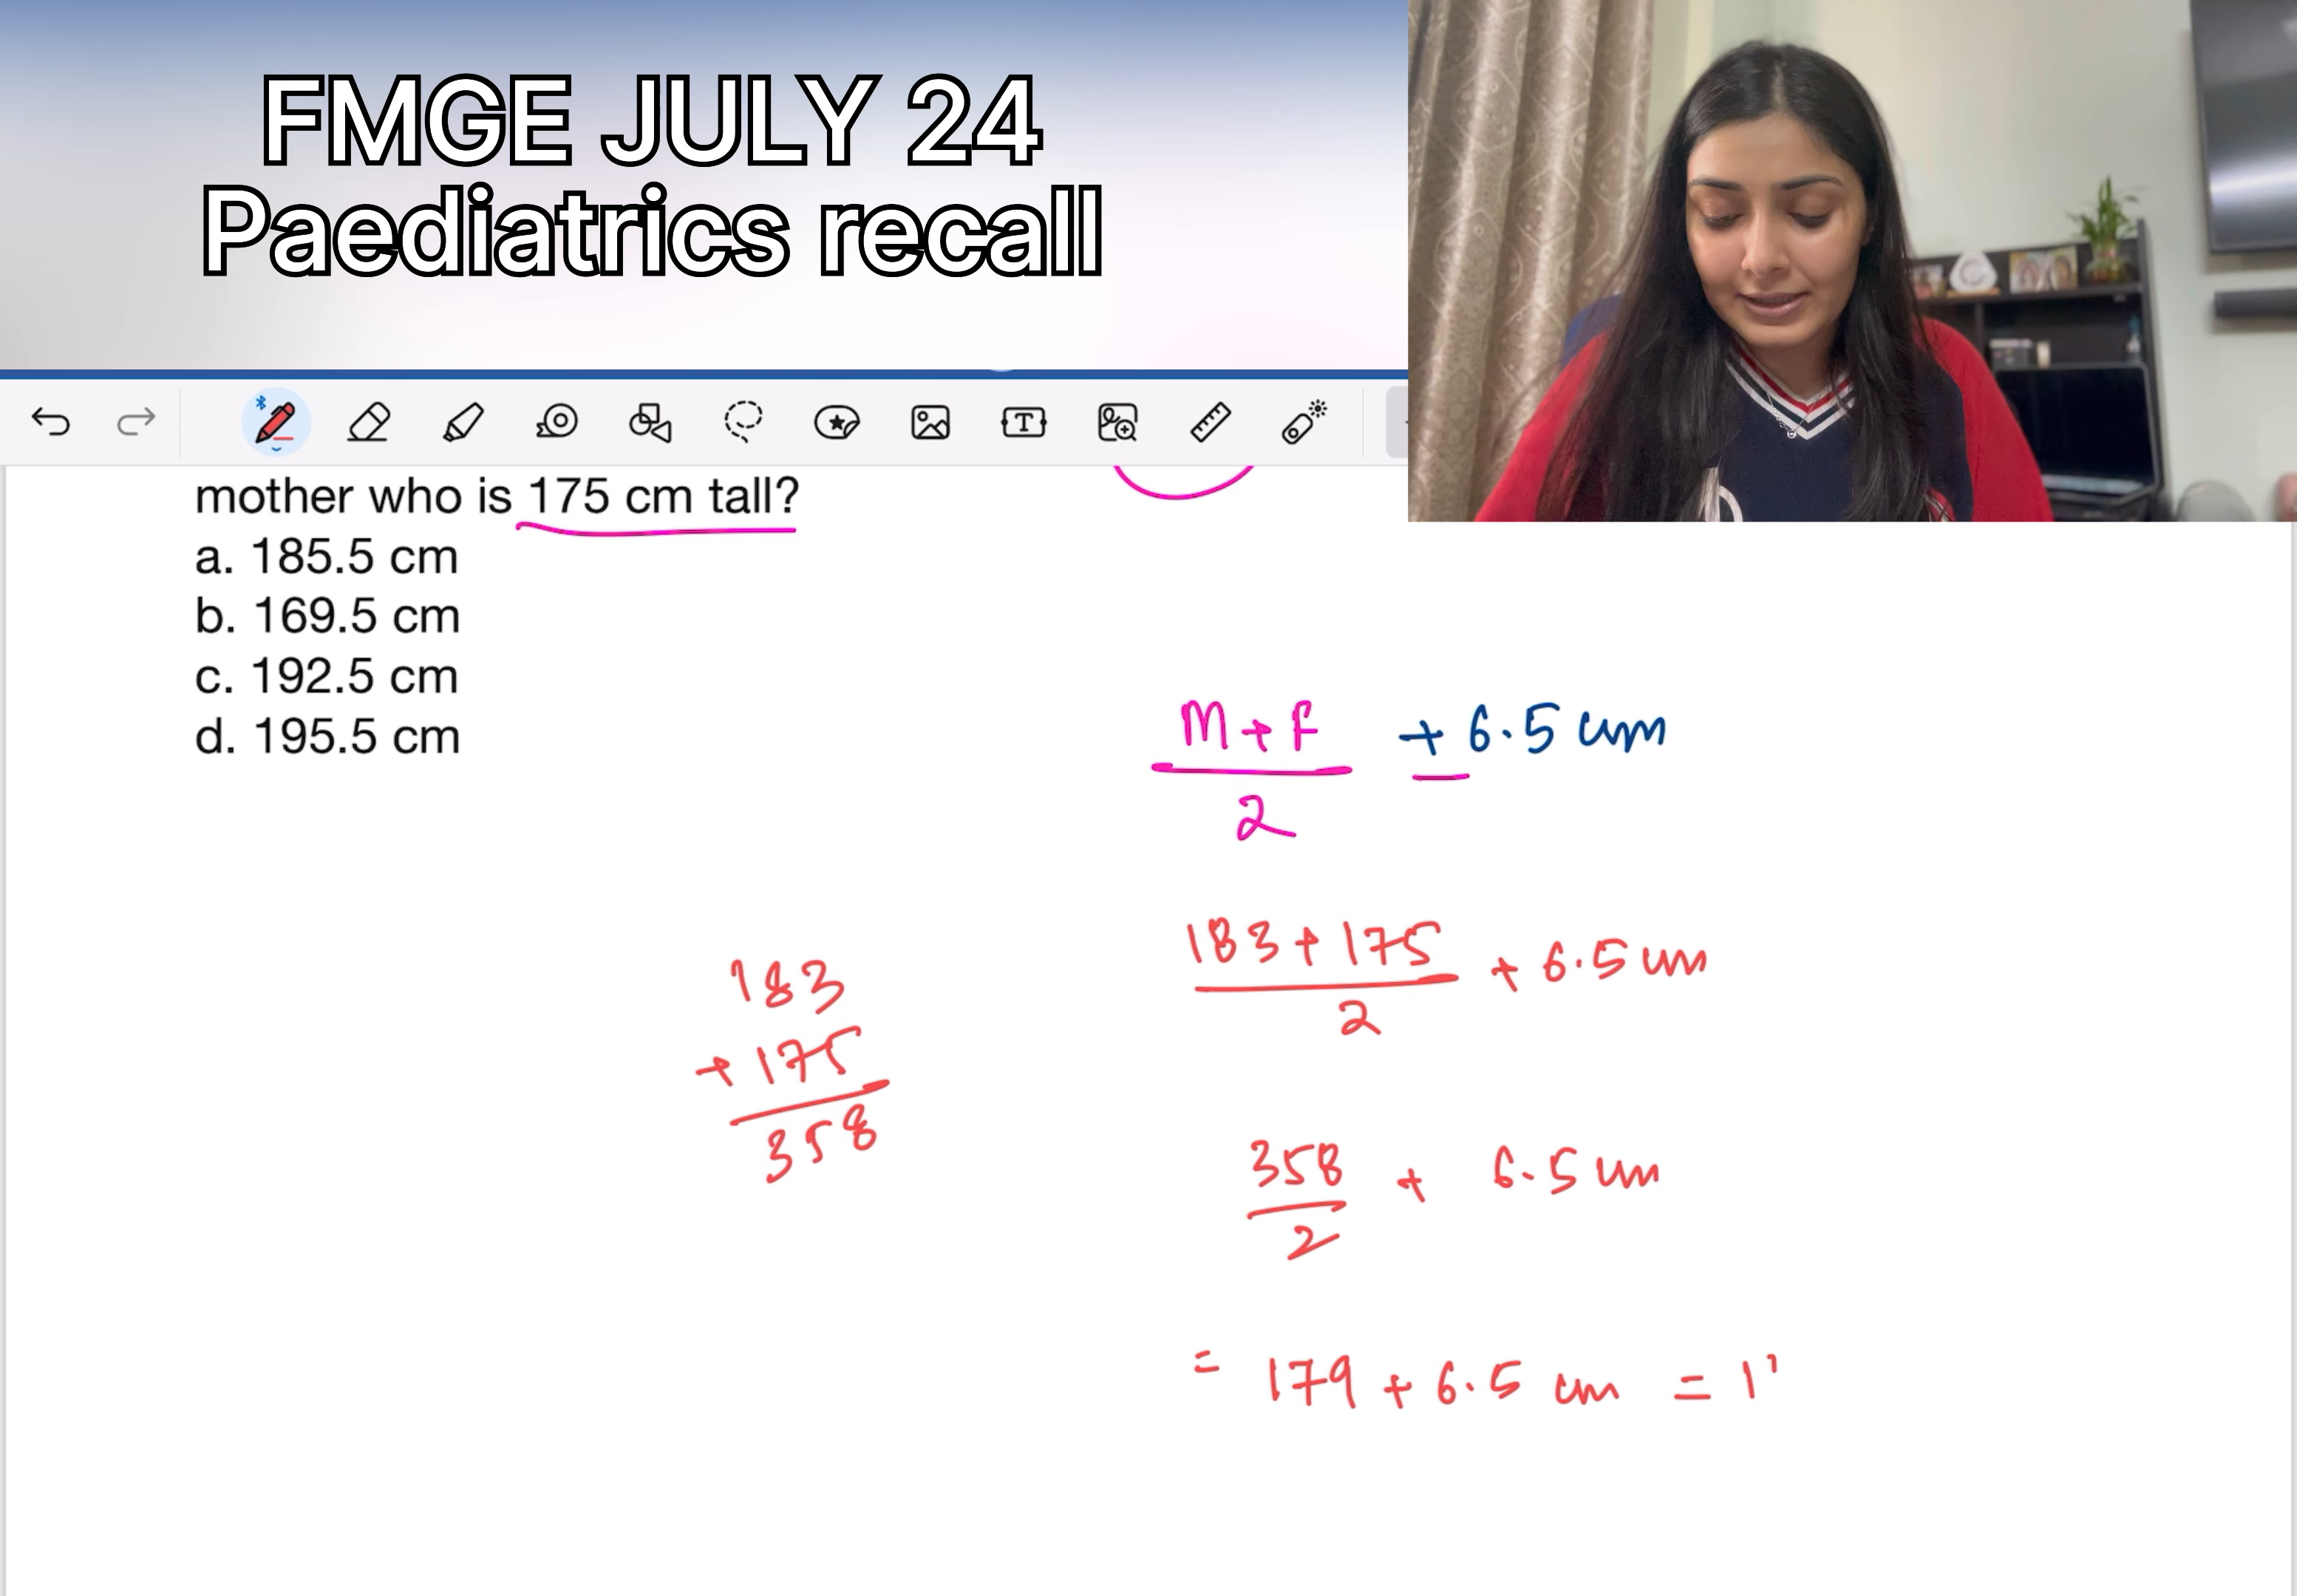 FMGE JULY 24
Paediatrics recall
mother who is 175 cm tall?
a. 185.5 cm
b. 169.5 cm
c. 192.5 cm
d. 195.5 cm
M + F + 6.5 cm
2
183 + 175 + 6.5 cm
2
183
+ 175
358
358 + 6.5 cm
2
= 179 + 6.5 cm = 1